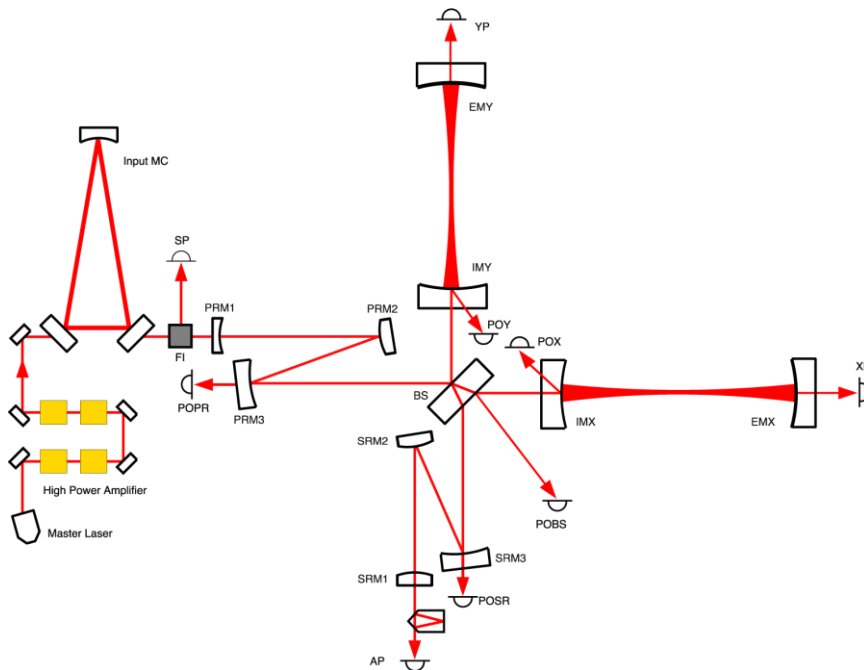 YP
EMY
Input MC
SP
IMY
PRM1
PRM2
POY
POX
FI
POPR
BS
PRM3
IMX
EMX
SRM2
High Power Amplifier
POBS
Master Laser
SRM3
SRM1
POSR
AP